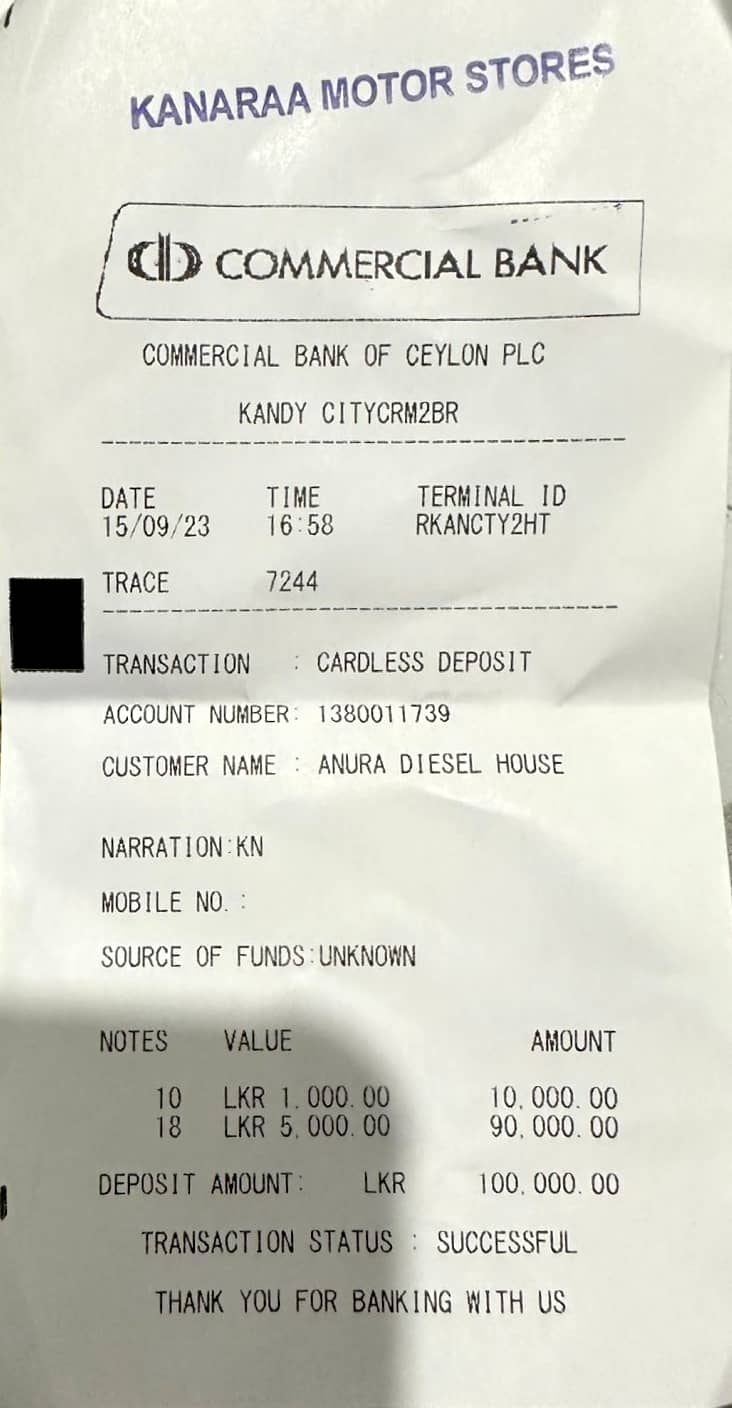 KANARAA MOTOR STORES
COMMERCIAL BANK
COMMERCIAL BANK OF CEYLON PLC
KANDY CITYCRM2BR
DATE TIME TERMINAL ID
15/09/23 16:58 RKANCTY2HT
TRACE 7244
TRANSACTION : CARDLESS DEPOSIT
ACCOUNT NUMBER: 1380011739
CUSTOMER NAME : ANURA DIESEL HOUSE
NARRATION:KN
MOBILE NO. :
SOURCE OF FUNDS:UNKNOWN
NOTES VALUE AMOUNT
10 LKR 1,000.00 10,000.00
18 LKR 5,000.00 90,000.00
DEPOSIT AMOUNT: LKR 100,000.00
TRANSACTION STATUS : SUCCESSFUL
THANK YOU FOR BANKING WITH US